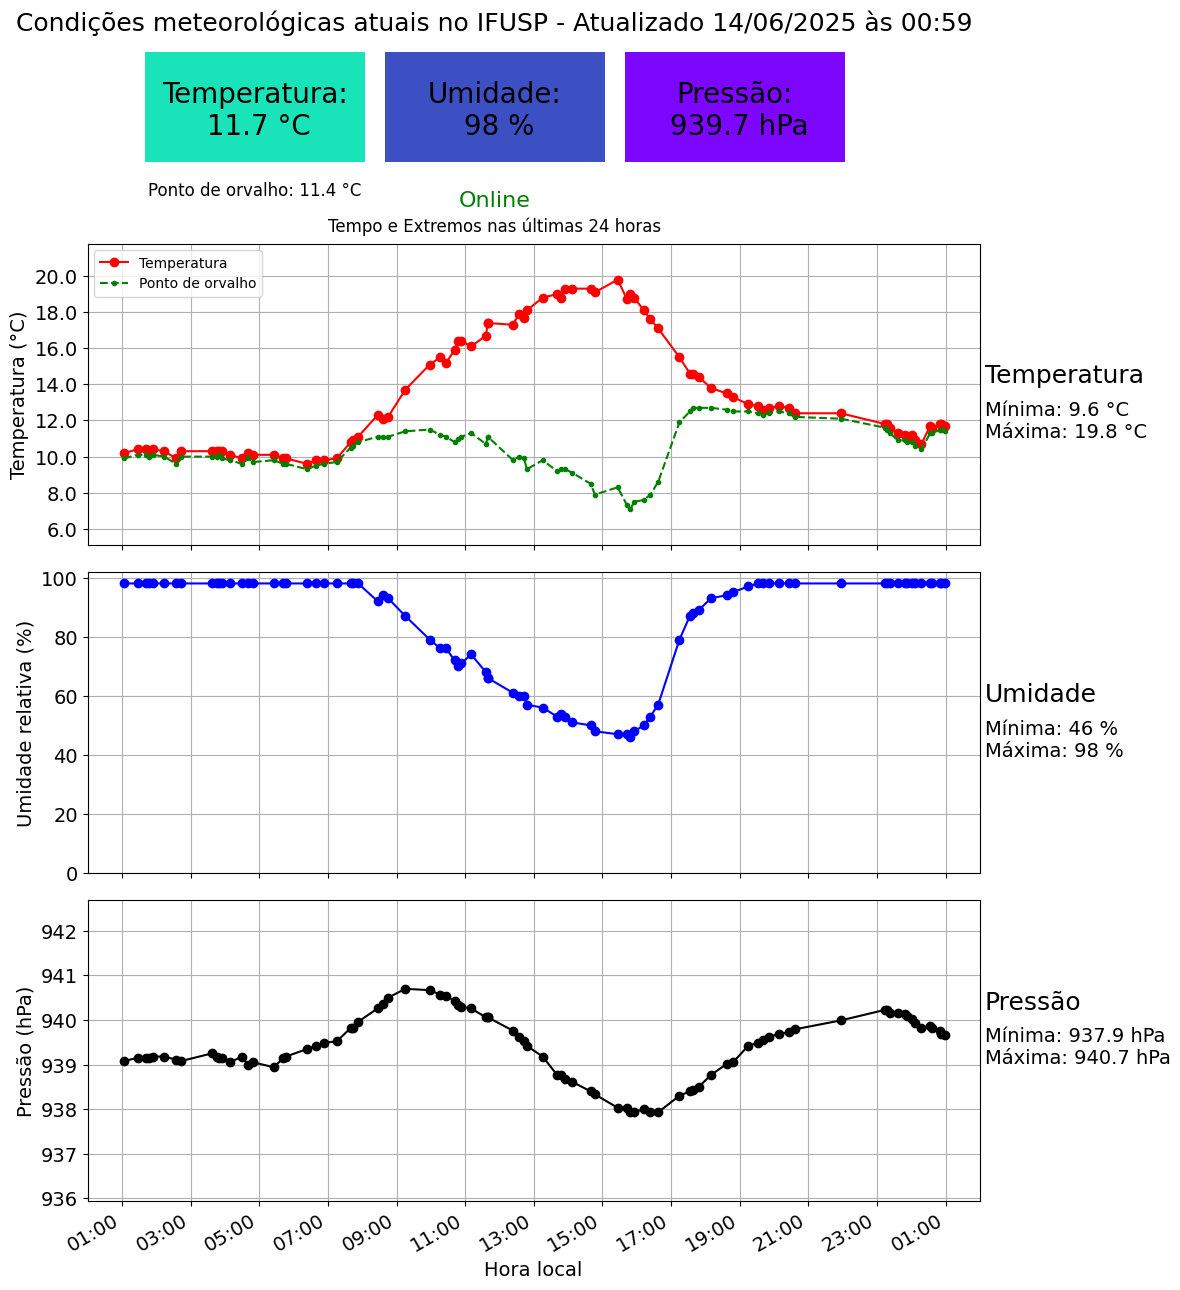 Condições meteorológicas atuais no IFUSP - Atualizado 14/06/2025 às 00:59
Temperatura:
11.7 °C
Umidade:
98 %
Pressão:
939.7 hPa
Ponto de orvalho: 11.4 °C
Online
Tempo e Extremos nas últimas 24 horas
Temperatura
Ponto de orvalho
Temperatura (°C)
20.0
18.0
16.0
14.0
12.0
10.0
8.0
6.0
Temperatura
Mínima: 9.6 °C
Máxima: 19.8 °C
Umidade relativa (%)
100
80
60
40
20
0
Umidade
Mínima: 46 %
Máxima: 98 %
Pressão (hPa)
942
941
940
939
938
937
936
Pressão
Mínima: 937.9 hPa
Máxima: 940.7 hPa
01:00
03:00
05:00
07:00
09:00
11:00
13:00
15:00
17:00
19:00
21:00
23:00
01:00
Hora local